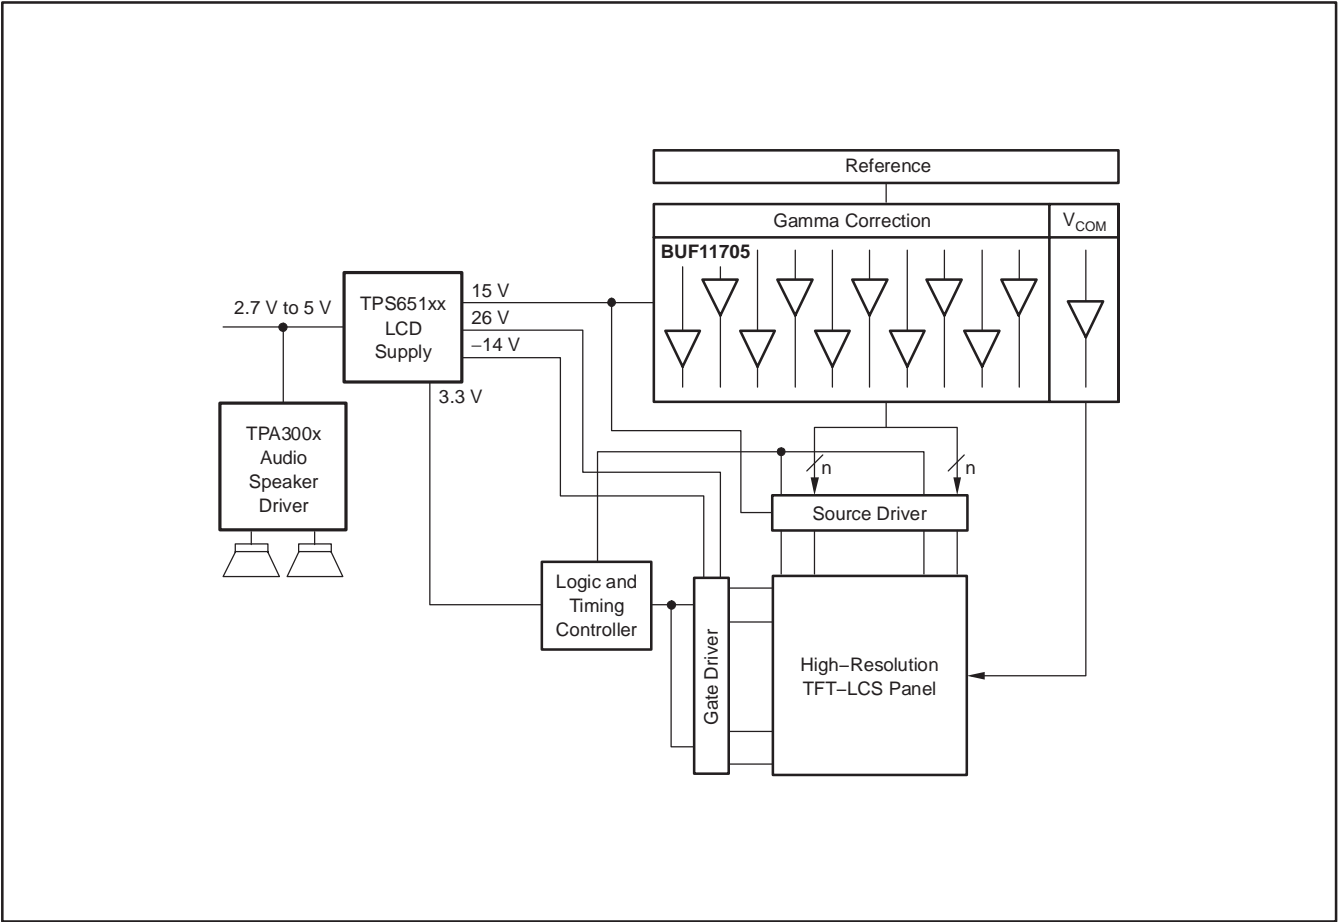 Reference
Gamma Correction
V_COM
BUF11705
2.7 V to 5 V
TPS651xx
LCD
Supply
15 V
26 V
−14 V
3.3 V
TPA300x
Audio
Speaker
Driver
n
n
Source Driver
Logic and
Timing
Controller
Gate Driver
High−Resolution
TFT−LCS Panel